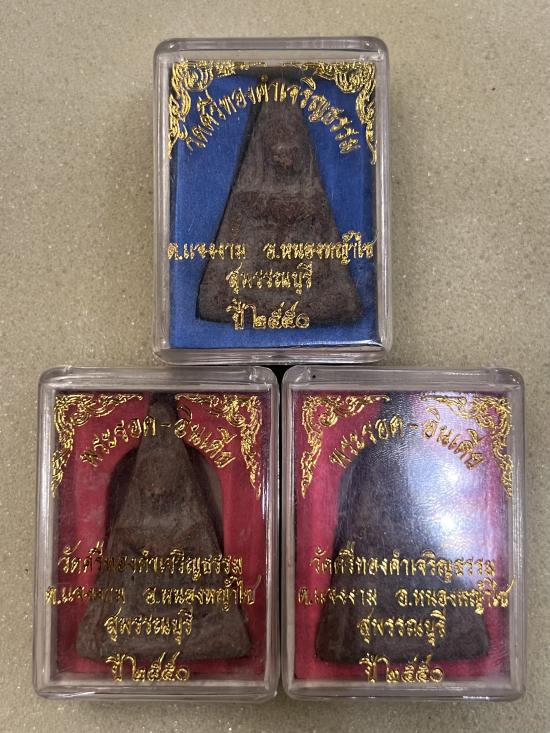 วัดศรีทองคำเจริญธรรม
ต.แจงงาม อ.หนองหญ้าไซ
สุพรรณบุรี
ปี ๒๕๕๐
พระรอด-อินเดีย
วัดศรีทองคำเจริญธรรม
ต.แจงงาม อ.หนองหญ้าไซ
สุพรรณบุรี
ปี ๒๕๕๐
พระรอด-อินเดีย
วัดศรีทองคำเจริญธรรม
ต.แจงงาม อ.หนองหญ้าไซ
สุพรรณบุรี
ปี ๒๕๕๐